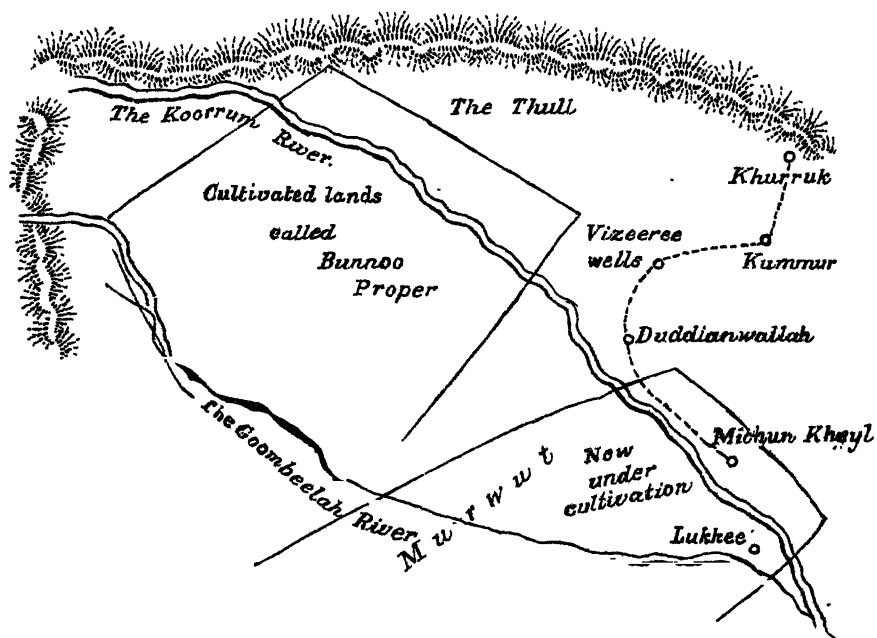 The Thull
The Koorrum River.
Khurruk
Cultivated lands
called
Bunnoo
Proper
Vizeeree
wells
Kummur
Duddianwallah
The Goombeelah River.
Michun Kheyl
Murwut
Now
under
cultivation
Lukkee